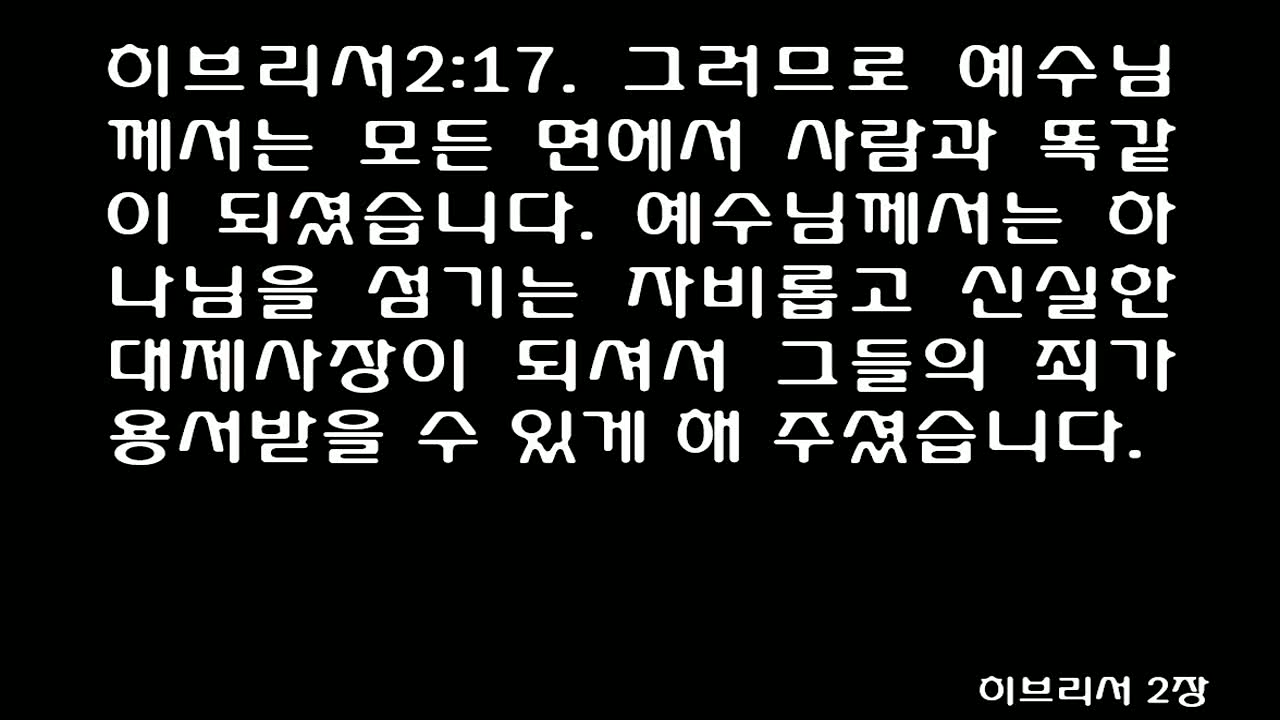 히브리서2:17. 그러므로 예수님
께서는 모든 면에서 사람과 똑같
이 되셨습니다. 예수님께서는 하
나님을 섬기는 자비롭고 신실한
대제사장이 되셔서 그들의 죄가
용서받을 수 있게 해 주셨습니다.
히브리서 2장